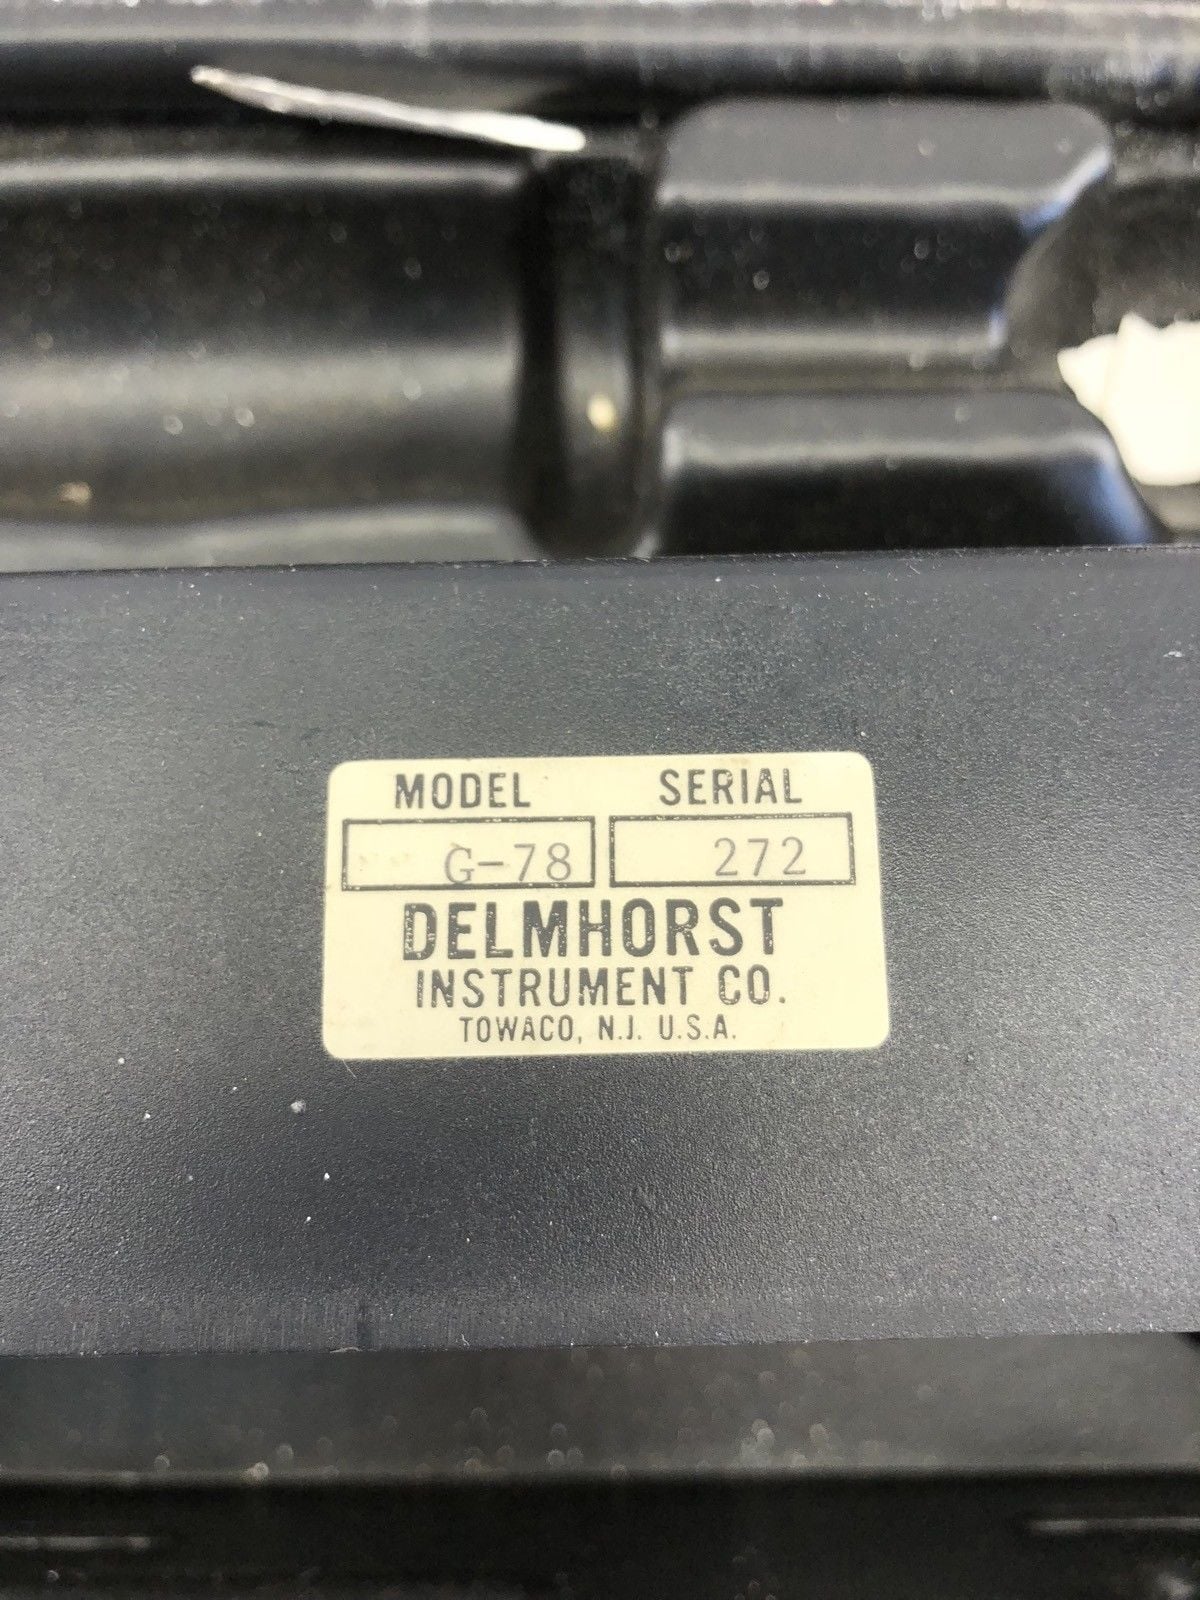 MODEL SERIAL
G-78 272
DELMHORST
INSTRUMENT CO.
TOWACO, N.J. U.S.A.